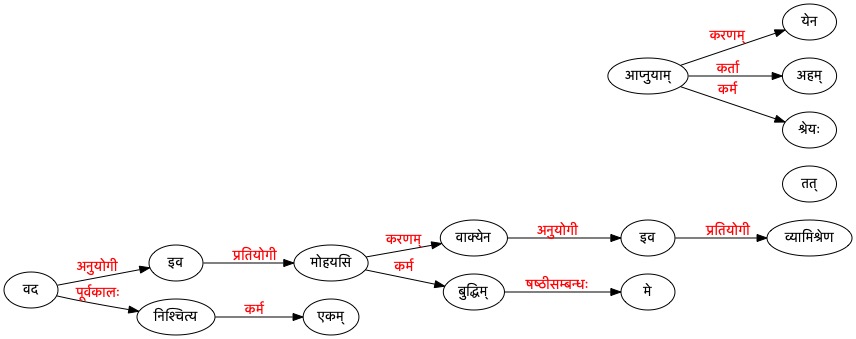 येन
करणम्
आप्नुयाम् कर्ता अहम्
कर्म
श्रेयः
तत्
करणम् वाक्येन अनुयोगी इव प्रतियोगी व्यामिश्रेण
अनुयोगी इव प्रतियोगी मोहयसि
कर्म
वद
पूर्वकालः
बुद्धिम् षष्ठीसम्बन्धः मे
निश्चित्य कर्म एकम्